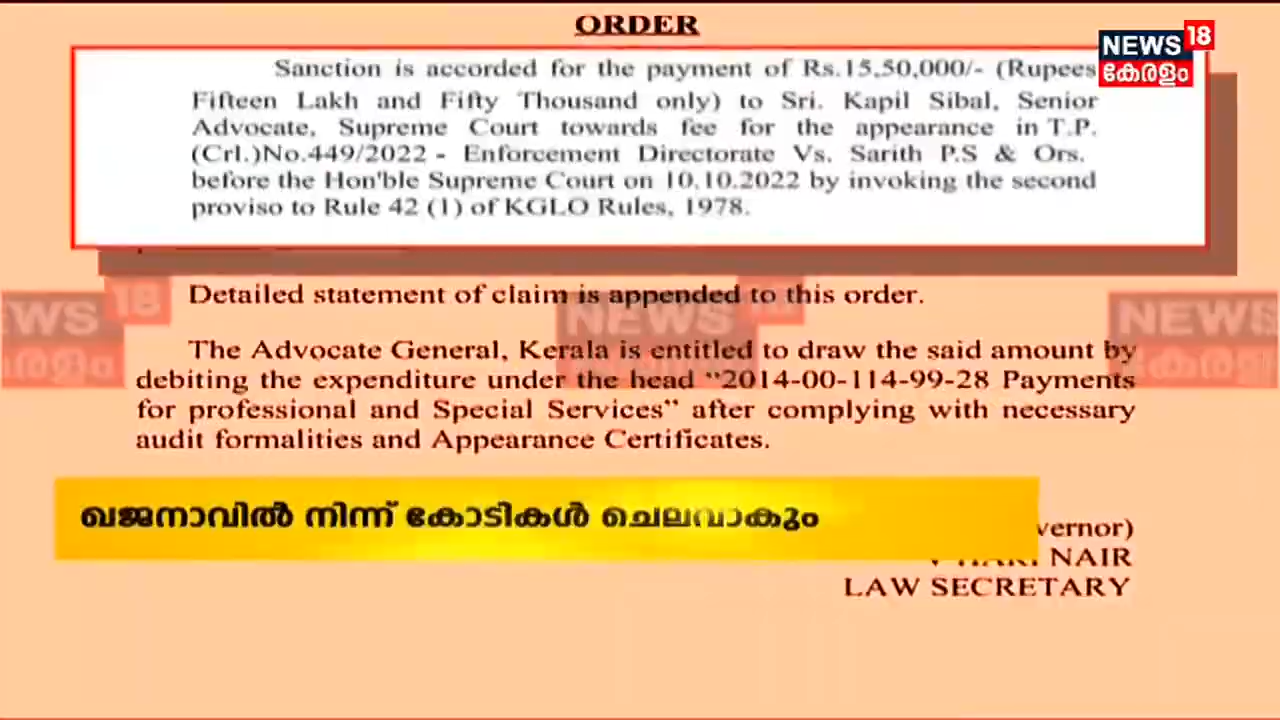 ORDER
NEWS 18
കേരളം
Sanction is accorded for the payment of Rs.15,50,000/- (Rupees
Fifteen Lakh and Fifty Thousand only) to Sri. Kapil Sibal, Senior
Advocate, Supreme Court towards fee for the appearance in T.P.
(Crl.)No.449/2022 - Enforcement Directorate Vs. Sarith P.S & Ors.
before the Hon'ble Supreme Court on 10.10.2022 by invoking the second
proviso to Rule 42 (1) of KGLO Rules, 1978.
Detailed statement of claim is appended to this order.
The Advocate General, Kerala is entitled to draw the said amount by
debiting the expenditure under the head "2014-00-114-99-28 Payments
for professional and Special Services" after complying with necessary
audit formalities and Appearance Certificates.
ഖജനാവിൽ നിന്ന് കോടികൾ ചെലവാകും
vernor)
NAIR
LAW SECRETARY